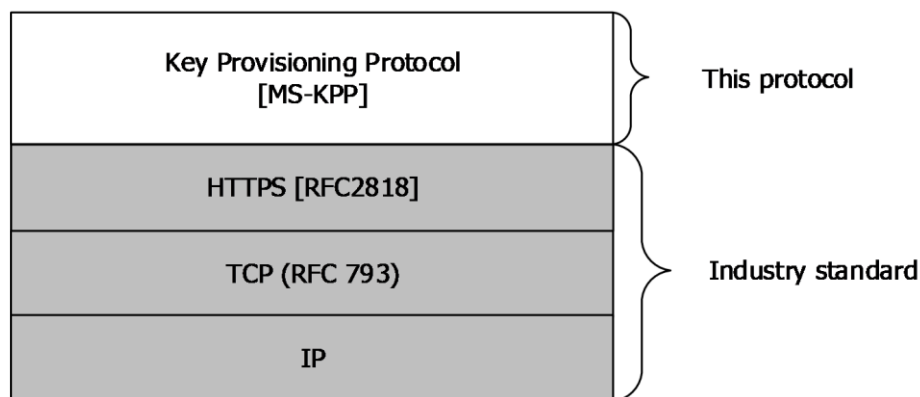 Key Provisioning Protocol
[MS-KPP]
This protocol
HTTPS [RFC2818]
TCP (RFC 793)
Industry standard
IP